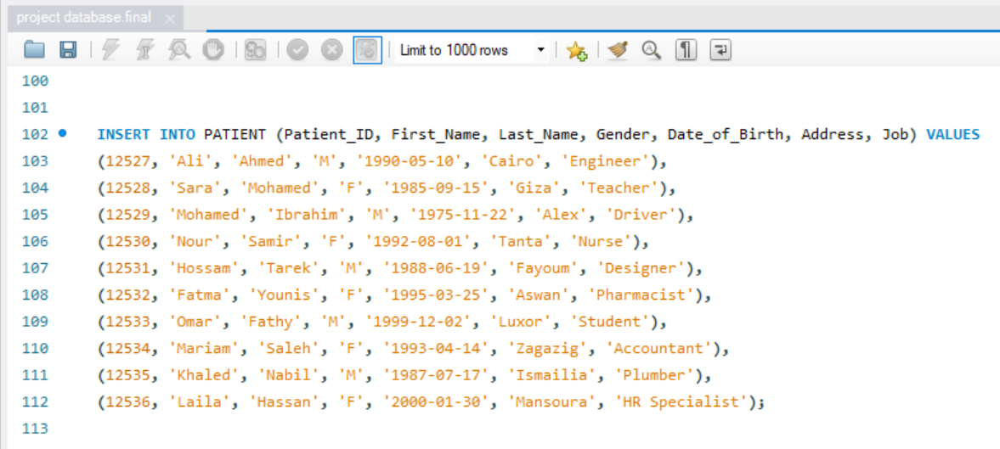 project database.final ×
Limit to 1000 rows
100
101
102 INSERT INTO PATIENT (Patient_ID, First_Name, Last_Name, Gender, Date_of_Birth, Address, Job) VALUES
103 (12527, 'Ali', 'Ahmed', 'M', '1990-05-10', 'Cairo', 'Engineer'),
104 (12528, 'Sara', 'Mohamed', 'F', '1985-09-15', 'Giza', 'Teacher'),
105 (12529, 'Mohamed', 'Ibrahim', 'M', '1975-11-22', 'Alex', 'Driver'),
106 (12530, 'Nour', 'Samir', 'F', '1992-08-01', 'Tanta', 'Nurse'),
107 (12531, 'Hossam', 'Tarek', 'M', '1988-06-19', 'Fayoum', 'Designer'),
108 (12532, 'Fatma', 'Younis', 'F', '1995-03-25', 'Aswan', 'Pharmacist'),
109 (12533, 'Omar', 'Fathy', 'M', '1999-12-02', 'Luxor', 'Student'),
110 (12534, 'Mariam', 'Saleh', 'F', '1993-04-14', 'Zagazig', 'Accountant'),
111 (12535, 'Khaled', 'Nabil', 'M', '1987-07-17', 'Ismailia', 'Plumber'),
112 (12536, 'Laila', 'Hassan', 'F', '2000-01-30', 'Mansoura', 'HR Specialist');
113